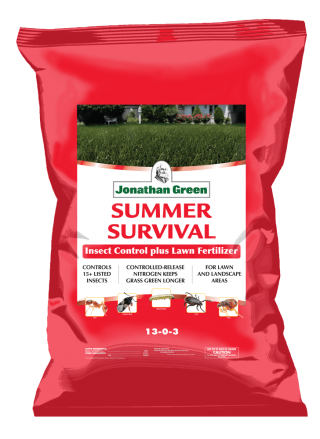 Jonathan Green
SUMMER
SURVIVAL
Insect Control plus Lawn Fertilizer
CONTROLS
15+ LISTED
INSECTS
CONTROLLED-RELEASE
NITROGEN KEEPS
GRASS GREEN LONGER
FOR LAWN
AND LANDSCAPE
AREAS
13-0-3
CAUTION